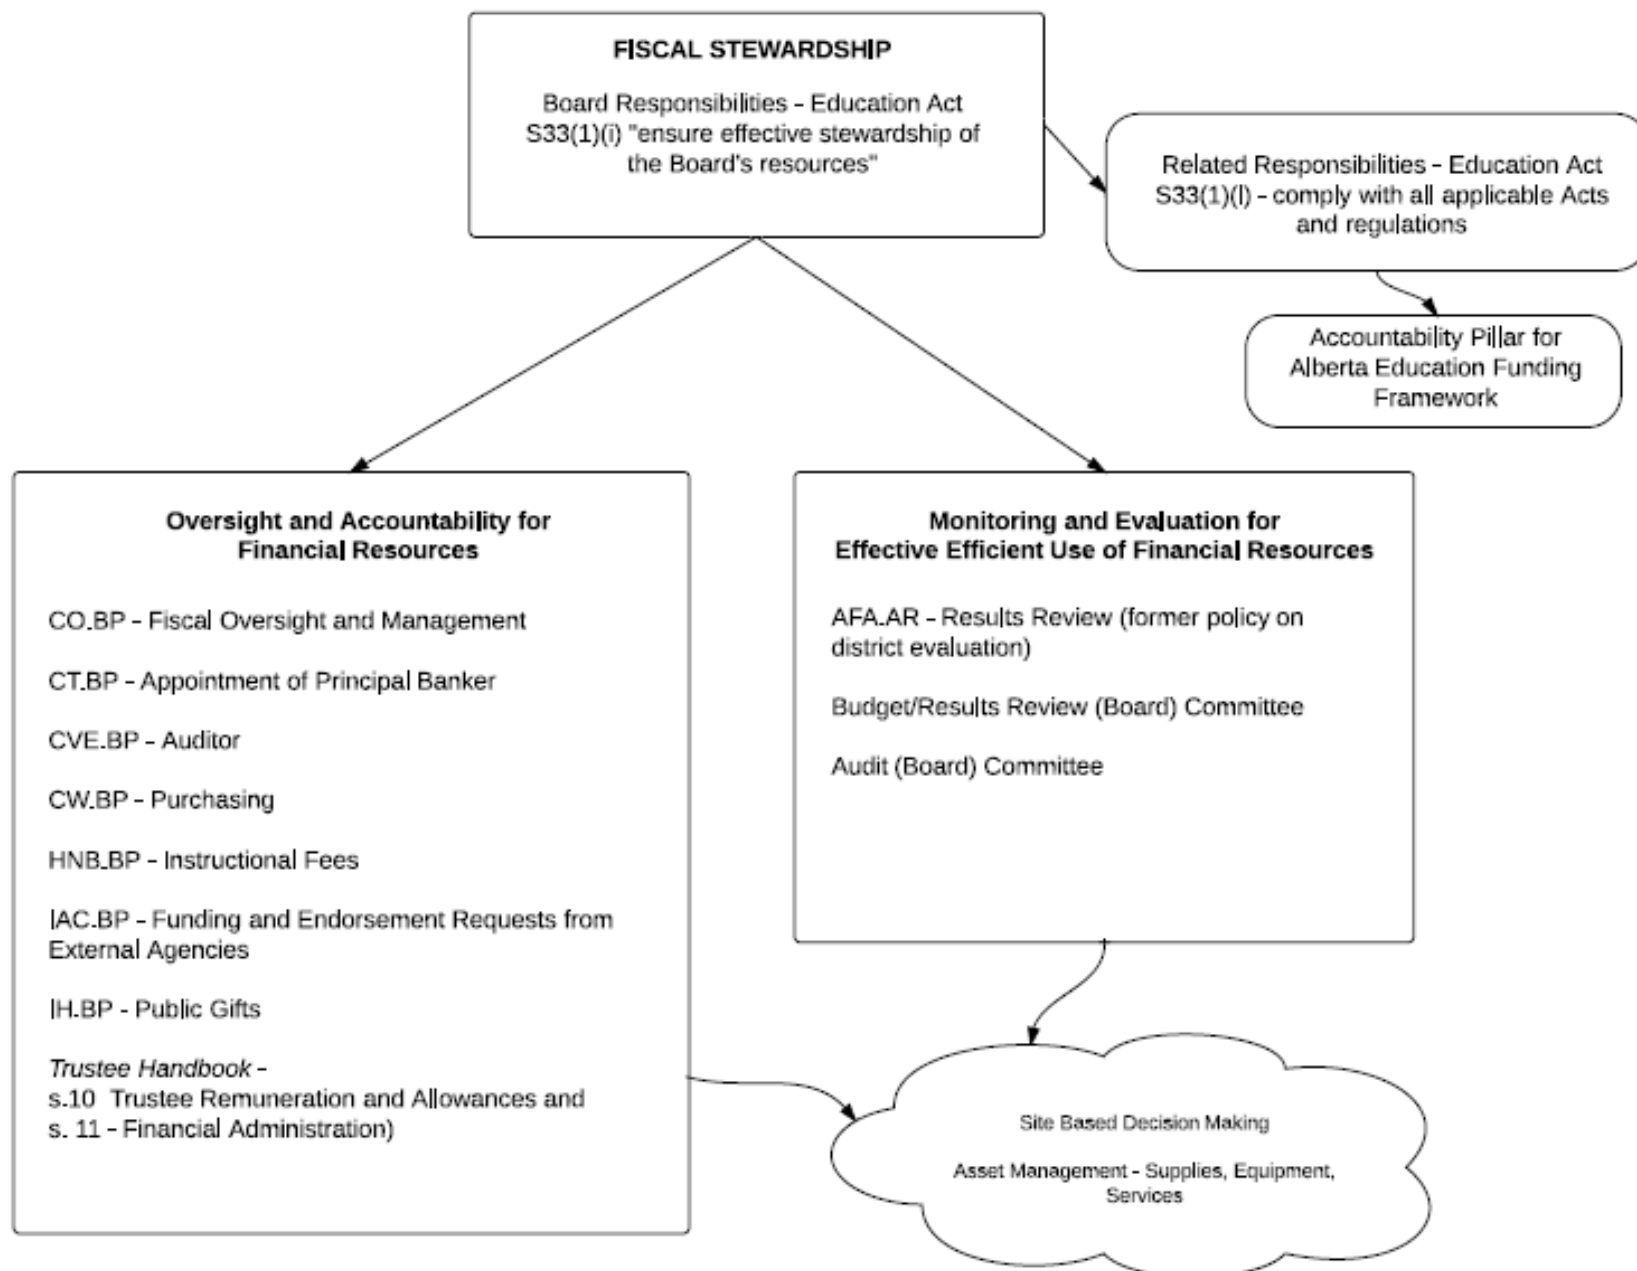 FISCAL STEWARDSHIP
Board Responsibilities - Education Act
S33(1)(i) "ensure effective stewardship of
the Board's resources"
Related Responsibilities - Education Act
S33(1)(l) - comply with all applicable Acts
and regulations
Accountability Pillar for
Alberta Education Funding
Framework
Oversight and Accountability for
Financial Resources
CO.BP - Fiscal Oversight and Management
CT.BP - Appointment of Principal Banker
CVE.BP - Auditor
CW.BP - Purchasing
HNB.BP - Instructional Fees
IAC.BP - Funding and Endorsement Requests from
External Agencies
IH.BP - Public Gifts
Trustee Handbook -
s.10 Trustee Remuneration and Allowances and
s. 11 - Financial Administration)
Monitoring and Evaluation for
Effective Efficient Use of Financial Resources
AFA.AR - Results Review (former policy on
district evaluation)
Budget/Results Review (Board) Committee
Audit (Board) Committee
Site Based Decision Making
Asset Management - Supplies, Equipment,
Services